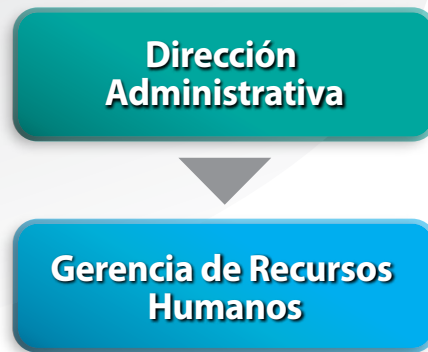 Dirección
Administrativa
Gerencia de Recursos
Humanos